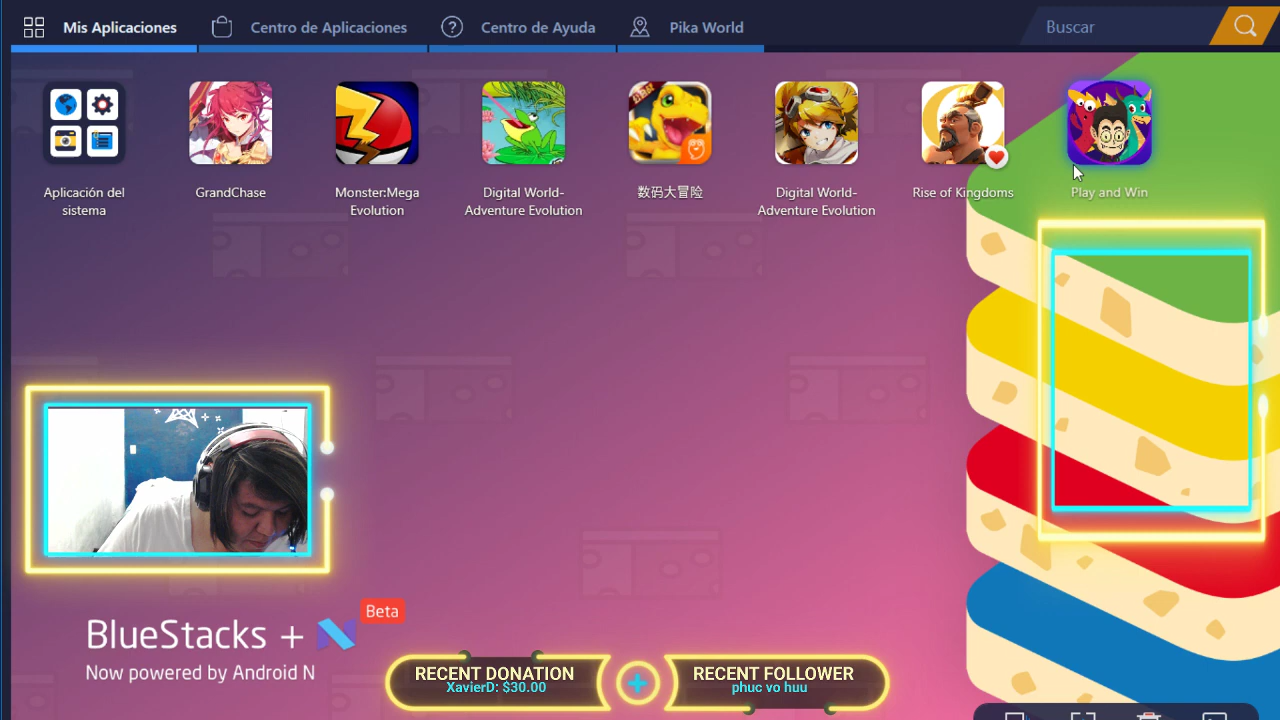 Mis Aplicaciones
Centro de Aplicaciones
Centro de Ayuda
Pika World
Buscar
Aplicación del
sistema
GrandChase
Monster:Mega
Evolution
Digital World-
Adventure Evolution
数码大冒险
Digital World-
Adventure Evolution
Rise of Kingdoms
Play and Win
Beta
BlueStacks + N
Now powered by Android N
RECENT DONATION
XavierD: $30.00
RECENT FOLLOWER
phuc vo huu